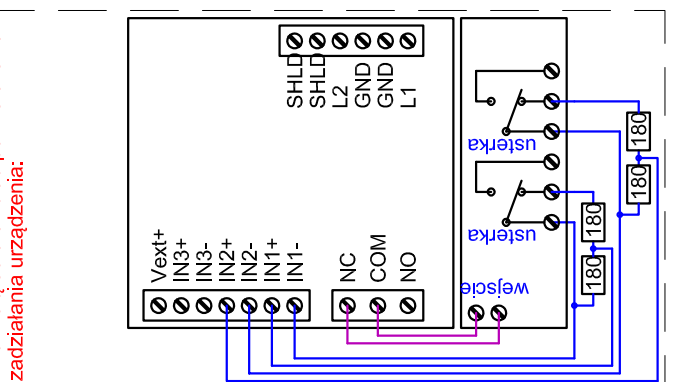 zadziałania urządzenia:
SHLD
SHLD
L2
GND
GND
L1
usterka
usterka
180
180
180
180
Vext+
IN3+
IN3-
IN2+
IN2-
IN1+
IN1-
NC
COM
NO
wejście